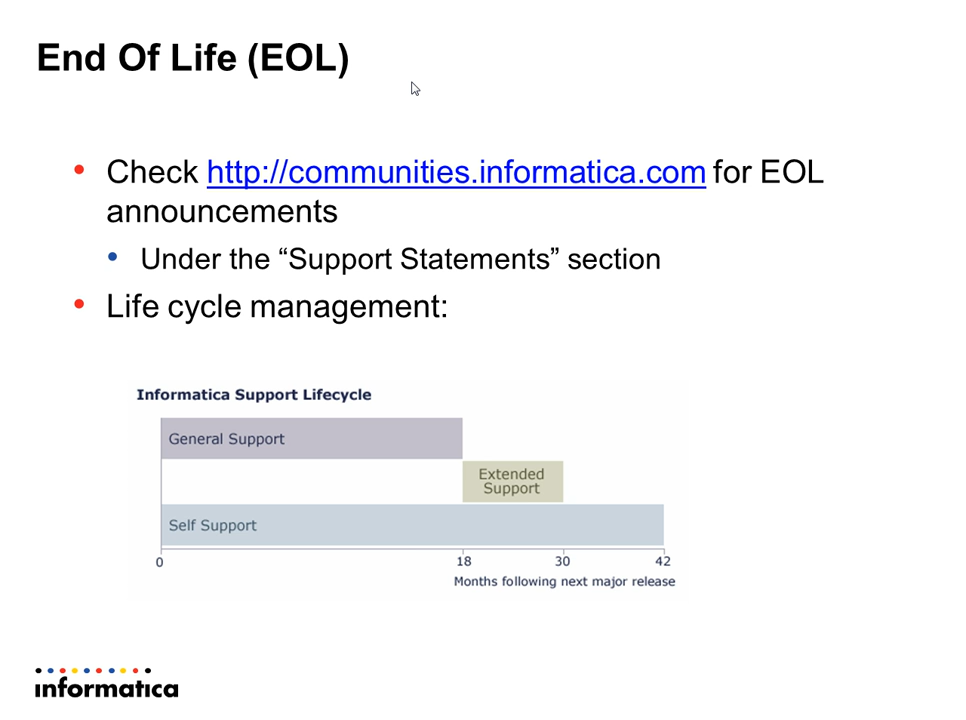 End Of Life (EOL)
• Check http://communities.informatica.com for EOL
announcements
• Under the “Support Statements” section
• Life cycle management:
Informatica Support Lifecycle
General Support
Extended
Support
Self Support
0 18 30 42
Months following next major release
informatica